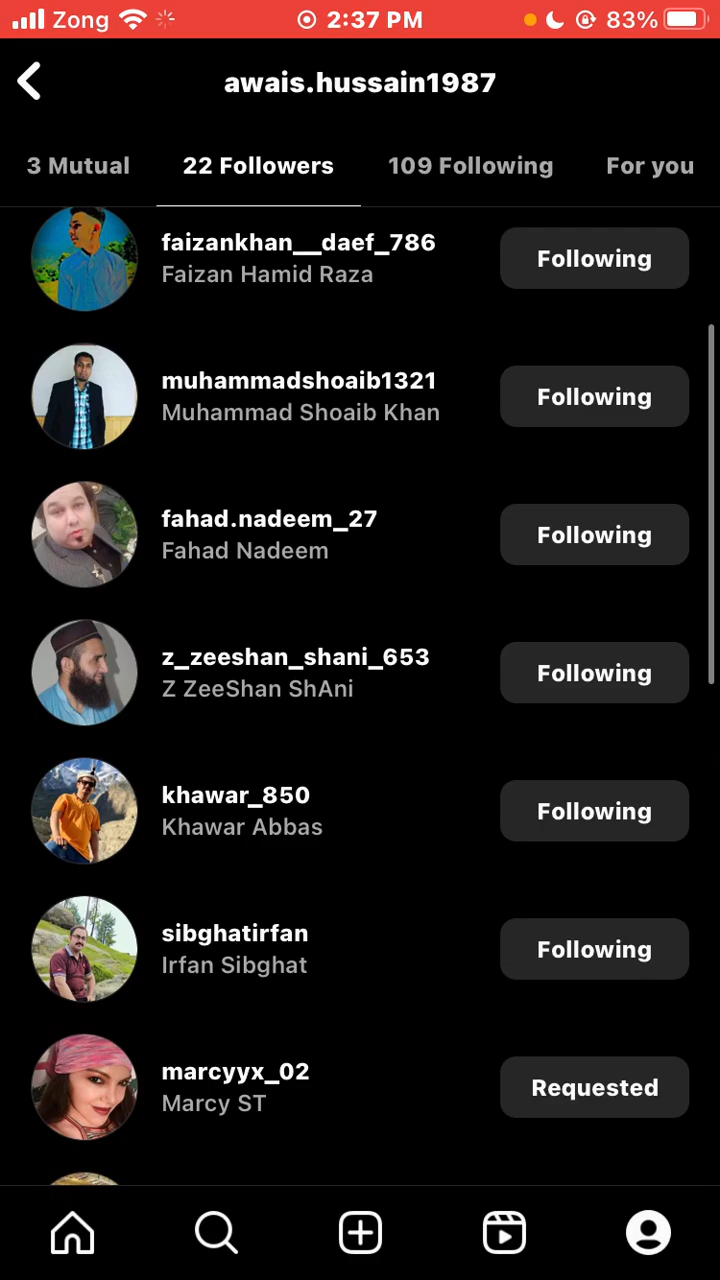 Zong 2:37 PM 83%
awais.hussain1987
3 Mutual 22 Followers 109 Following For you
faizankhan__daef_786
Faizan Hamid Raza
Following
muhammadshoaib1321
Muhammad Shoaib Khan
Following
fahad.nadeem_27
Fahad Nadeem
Following
z_zeeshan_shani_653
Z ZeeShan ShAni
Following
khawar_850
Khawar Abbas
Following
sibghatirfan
Irfan Sibghat
Following
marcyyx_02
Marcy ST
Requested